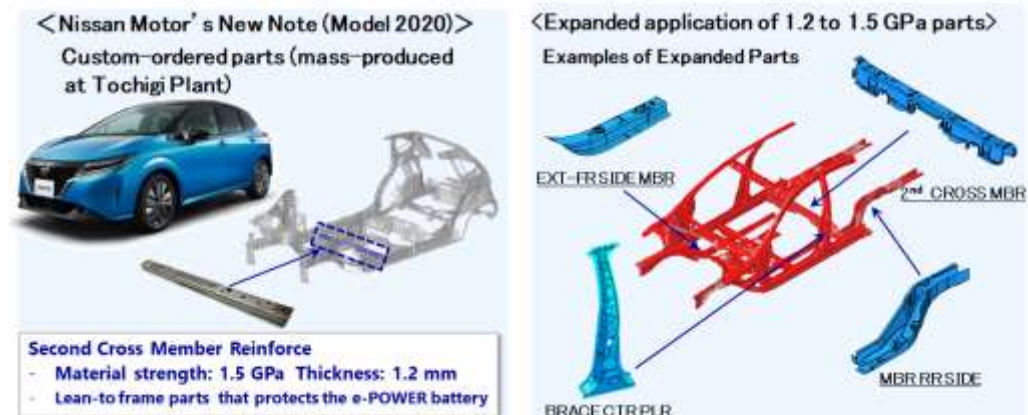 <Nissan Motor's New Note (Model 2020)>
Custom-ordered parts (mass-produced
at Tochigi Plant)
Second Cross Member Reinforce
- Material strength: 1.5 GPa Thickness: 1.2 mm
- Lean-to frame parts that protects the e-POWER battery
<Expanded application of 1.2 to 1.5 GPa parts>
Examples of Expanded Parts
EXT-FR SIDE MBR
2nd CROSS MBR
MBR RR SIDE
BRACE CTR PLR